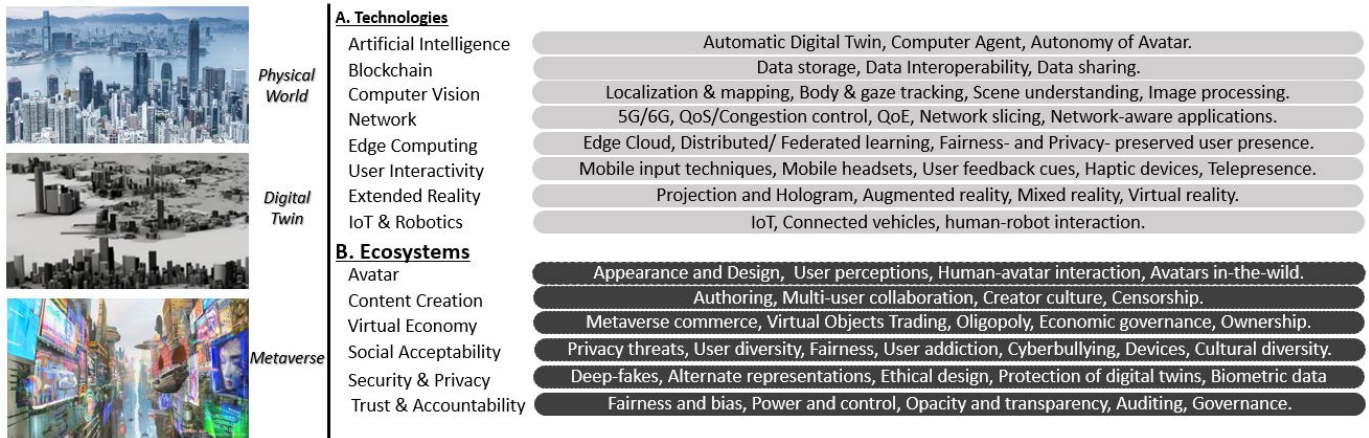 Physical
World
Digital
Twin
Metaverse
A. Technologies
Artificial Intelligence Automatic Digital Twin, Computer Agent, Autonomy of Avatar.
Blockchain Data storage, Data Interoperability, Data sharing.
Computer Vision Localization & mapping, Body & gaze tracking, Scene understanding, Image processing.
Network 5G/6G, QoS/Congestion control, QoE, Network slicing, Network-aware applications.
Edge Computing Edge Cloud, Distributed/ Federated learning, Fairness- and Privacy- preserved user presence.
User Interactivity Mobile input techniques, Mobile headsets, User feedback cues, Haptic devices, Telepresence.
Extended Reality Projection and Hologram, Augmented reality, Mixed reality, Virtual reality.
IoT & Robotics IoT, Connected vehicles, human-robot interaction.
B. Ecosystems
Avatar Appearance and Design, User perceptions, Human-avatar interaction, Avatars in-the-wild.
Content Creation Authoring, Multi-user collaboration, Creator culture, Censorship.
Virtual Economy Metaverse commerce, Virtual Objects Trading, Oligopoly, Economic governance, Ownership.
Social Acceptability Privacy threats, User diversity, Fairness, User addiction, Cyberbullying, Devices, Cultural diversity.
Security & Privacy Deep-fakes, Alternate representations, Ethical design, Protection of digital twins, Biometric data
Trust & Accountability Fairness and bias, Power and control, Opacity and transparency, Auditing, Governance.